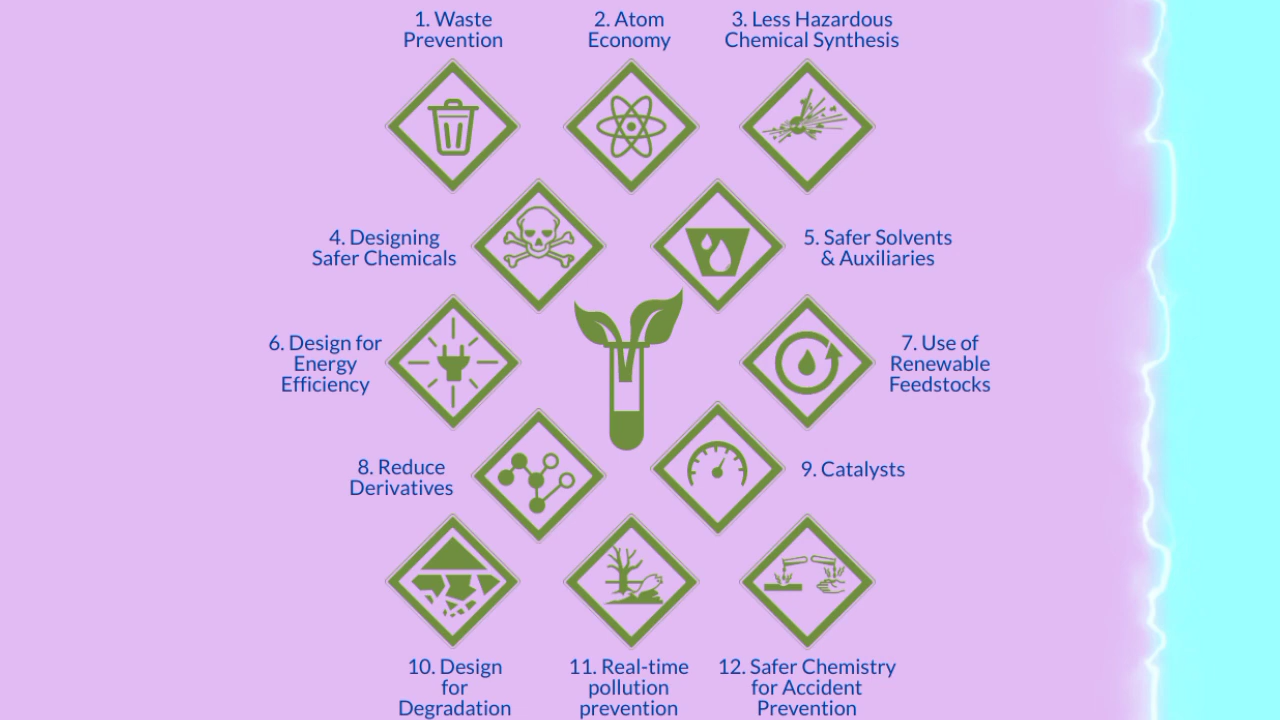 1. Waste
Prevention
2. Atom
Economy
3. Less Hazardous
Chemical Synthesis
4. Designing
Safer Chemicals
5. Safer Solvents
& Auxiliaries
6. Design for
Energy
Efficiency
7. Use of
Renewable
Feedstocks
8. Reduce
Derivatives
9. Catalysts
10. Design
for
Degradation
11. Real-time
pollution
prevention
12. Safer Chemistry
for Accident
Prevention